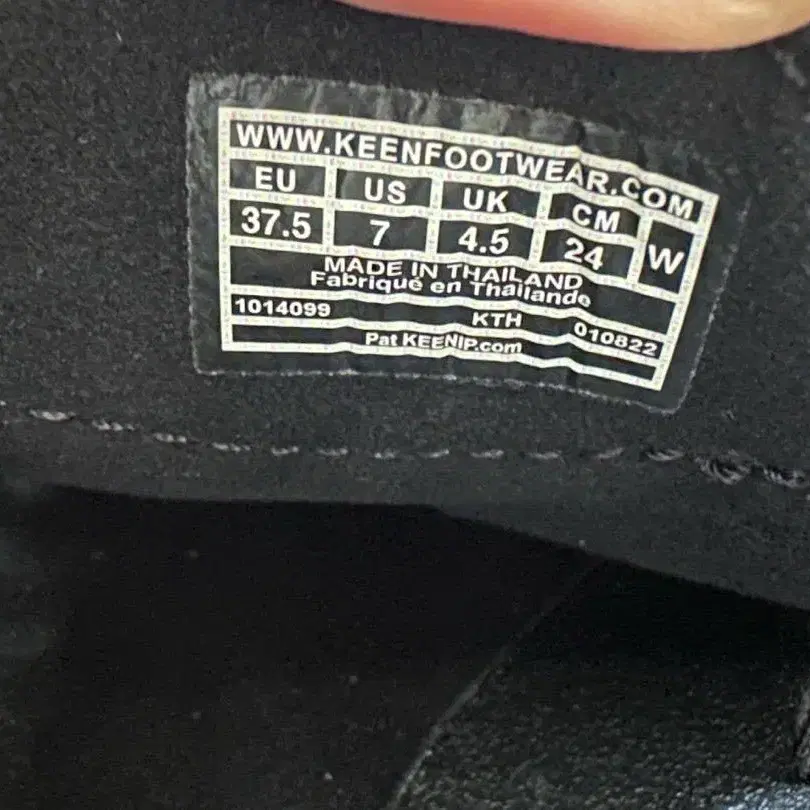 WWW.KEENFOOTWEAR.COM
EU US UK CM W
37.5 7 4.5 24
MADE IN THAILAND
Fabriqué en Thaïlande
1014099 KTH 010822
Pat KEENIP.com